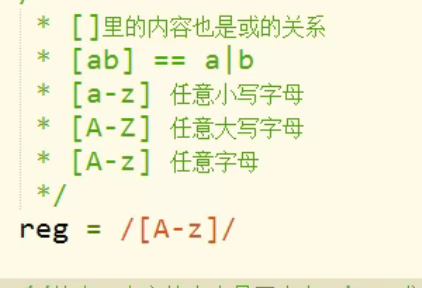 * []里的内容也是或的关系
* [ab] == a|b
* [a-z] 任意小写字母
* [A-Z] 任意大写字母
* [A-z] 任意字母
*/
reg = /[A-z]/